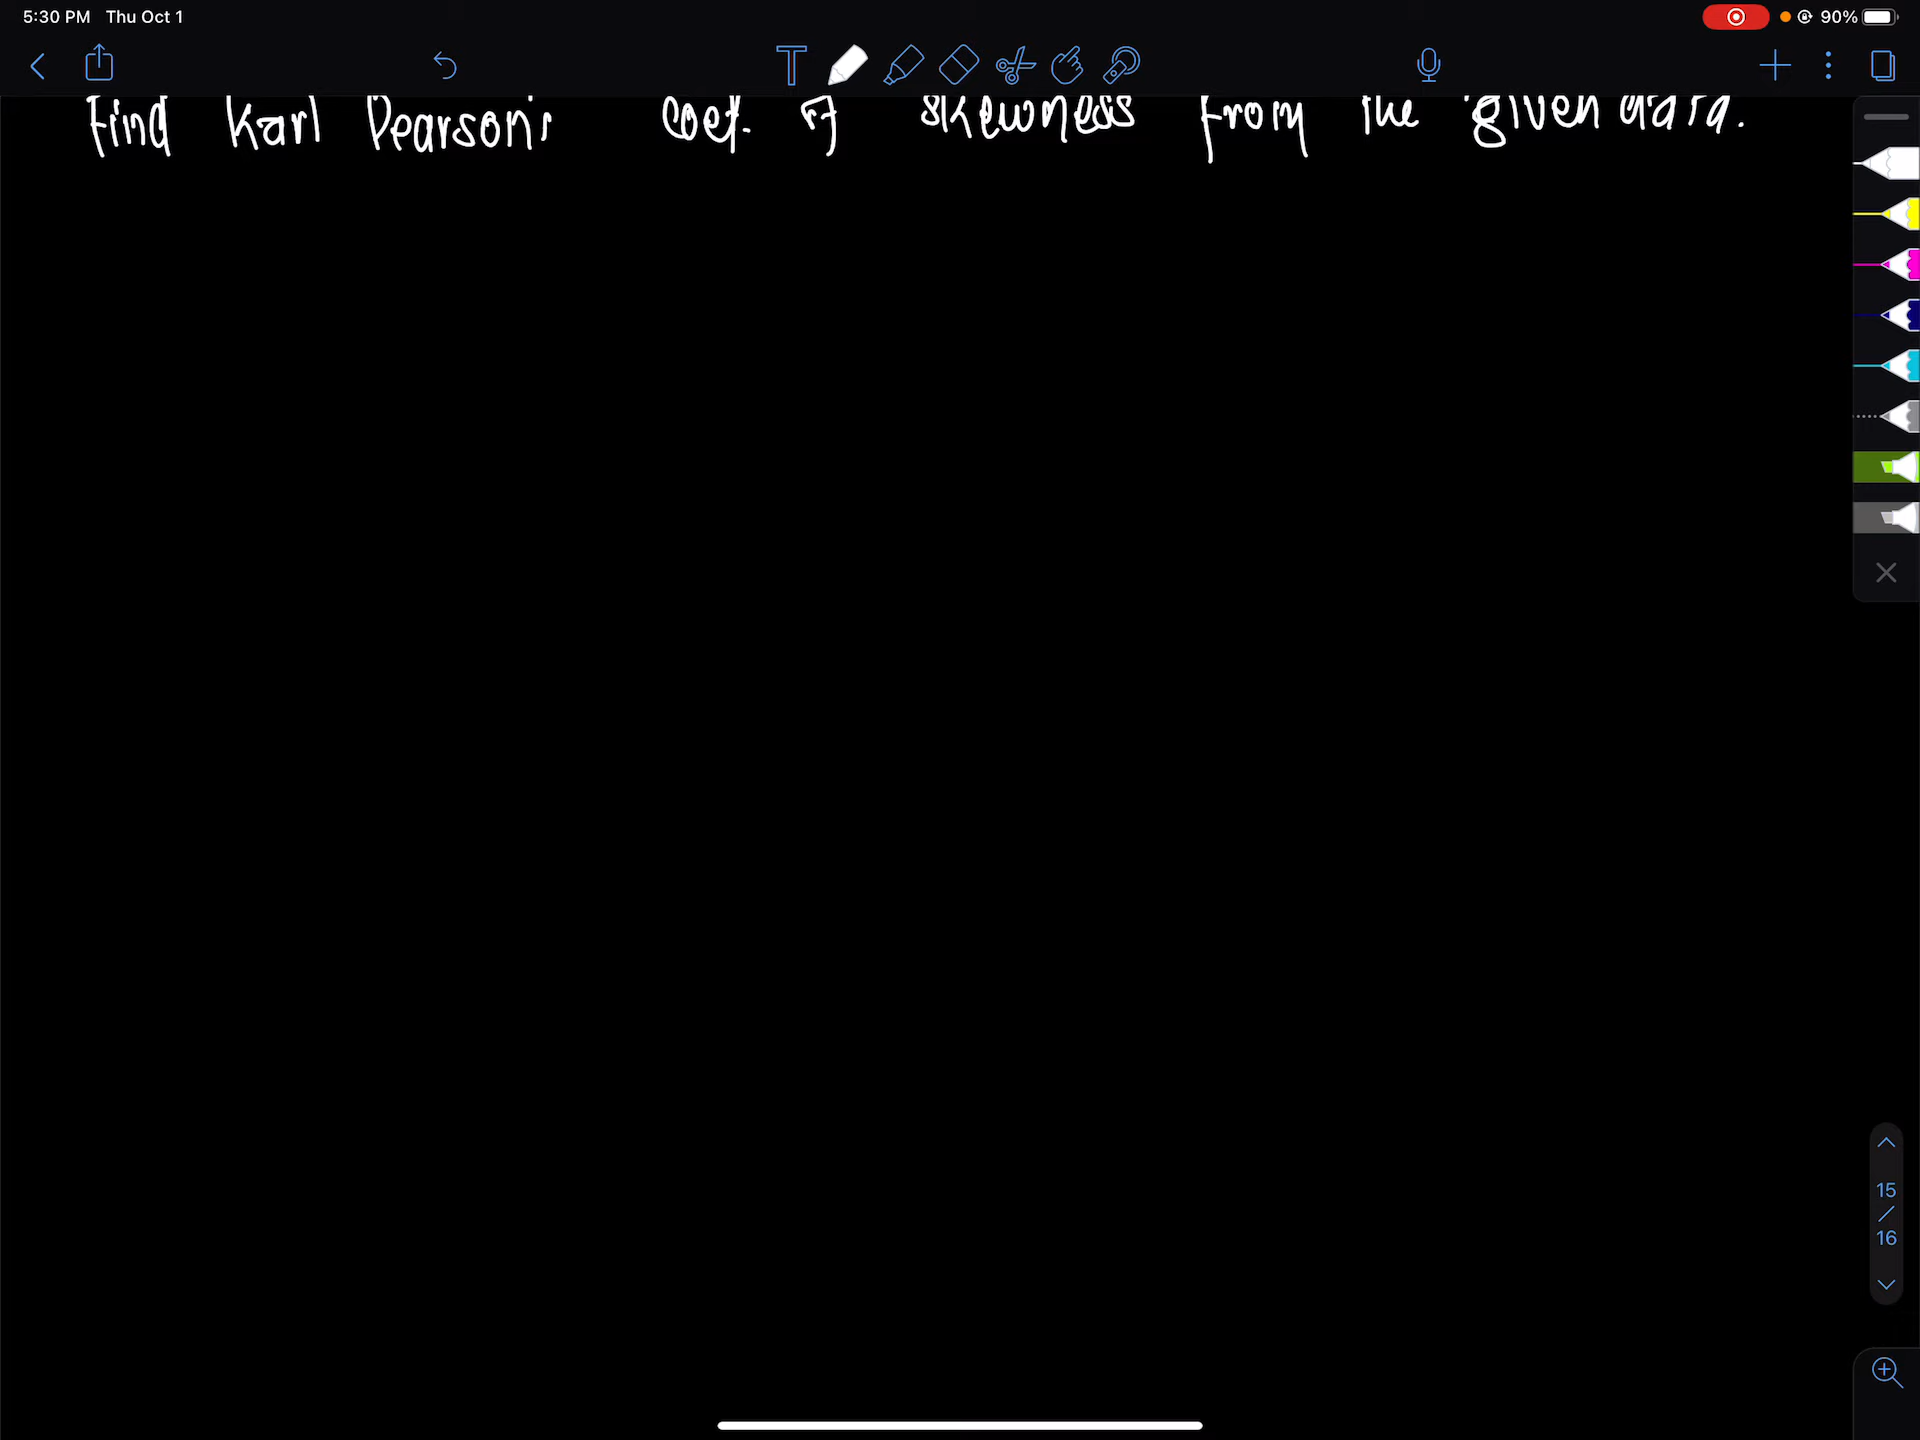 5:30 PM Thu Oct 1
90%
T
Find Karl Pearson's coef. of skewness from the given data.
15
/
16